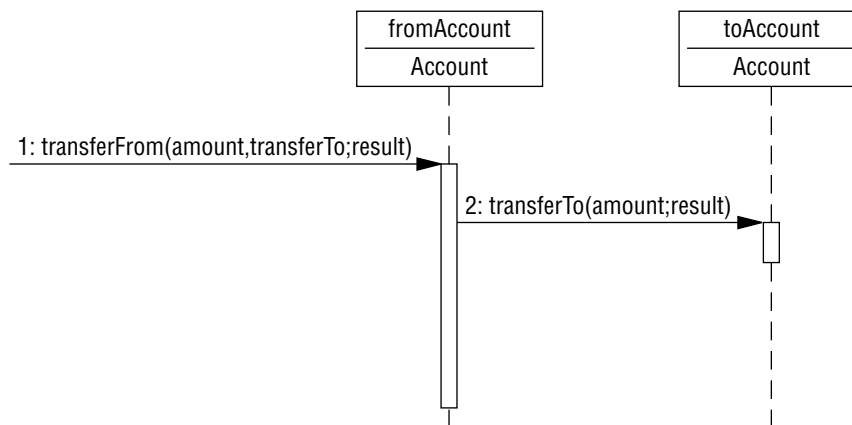 fromAccount
Account
toAccount
Account
1: transferFrom(amount,transferTo;result)
2: transferTo(amount;result)